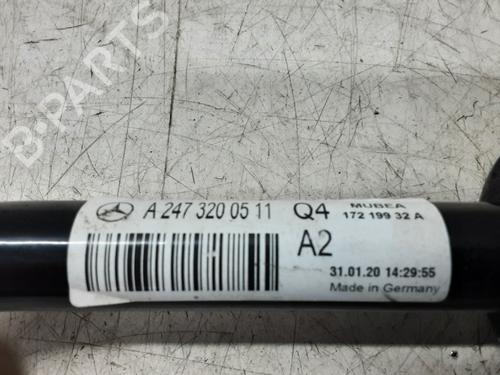 B-PARTS
A 247 320 05 11 Q4 MUBEA
172 199 32 A
A2
31.01.20 14:29:55
Made in Germany